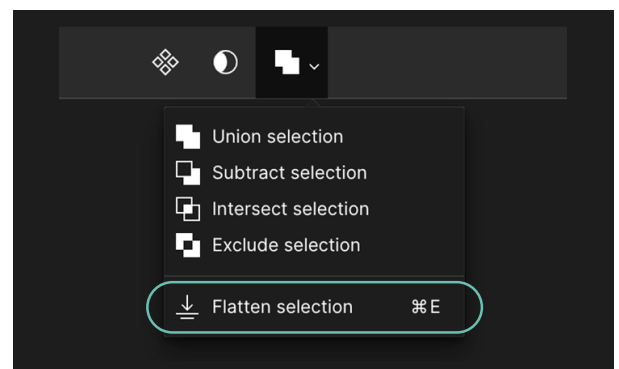 Union selection
Subtract selection
Intersect selection
Exclude selection
Flatten selection ⌘E